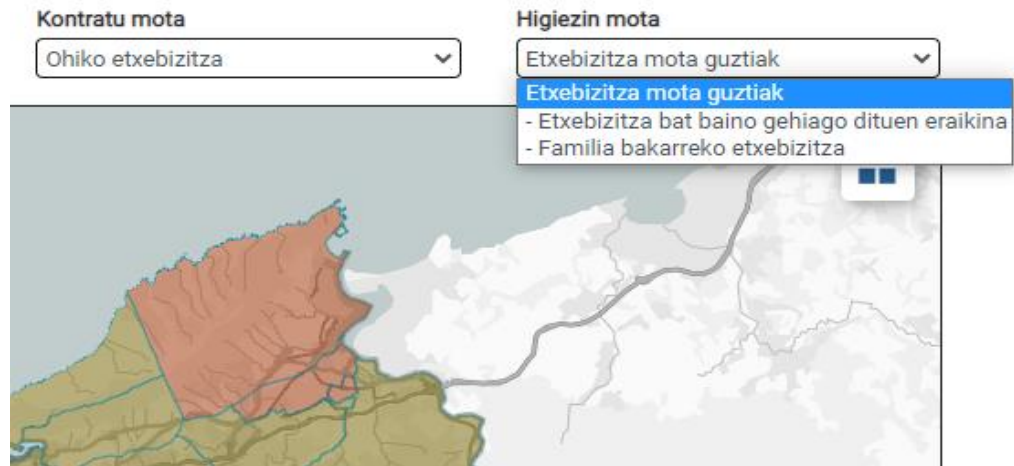 Kontratu mota
Higiezin mota
Ohiko etxebizitza
Etxebizitza mota guztiak
Etxebizitza mota guztiak
- Etxebizitza bat baino gehiago dituen eraikina
- Familia bakarreko etxebizitza